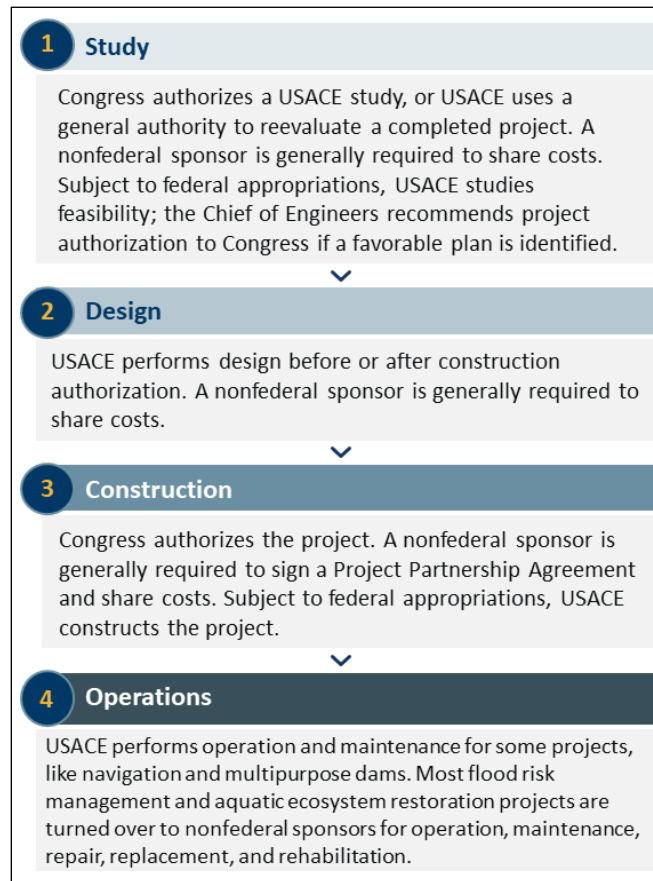 1 Study
Congress authorizes a USACE study, or USACE uses a
general authority to reevaluate a completed project. A
nonfederal sponsor is generally required to share costs.
Subject to federal appropriations, USACE studies
feasibility; the Chief of Engineers recommends project
authorization to Congress if a favorable plan is identified.
2 Design
USACE performs design before or after construction
authorization. A nonfederal sponsor is generally required to
share costs.
3 Construction
Congress authorizes the project. A nonfederal sponsor is
generally required to sign a Project Partnership Agreement
and share costs. Subject to federal appropriations, USACE
constructs the project.
4 Operations
USACE performs operation and maintenance for some projects,
like navigation and multipurpose dams. Most flood risk
management and aquatic ecosystem restoration projects are
turned over to nonfederal sponsors for operation, maintenance,
repair, replacement, and rehabilitation.